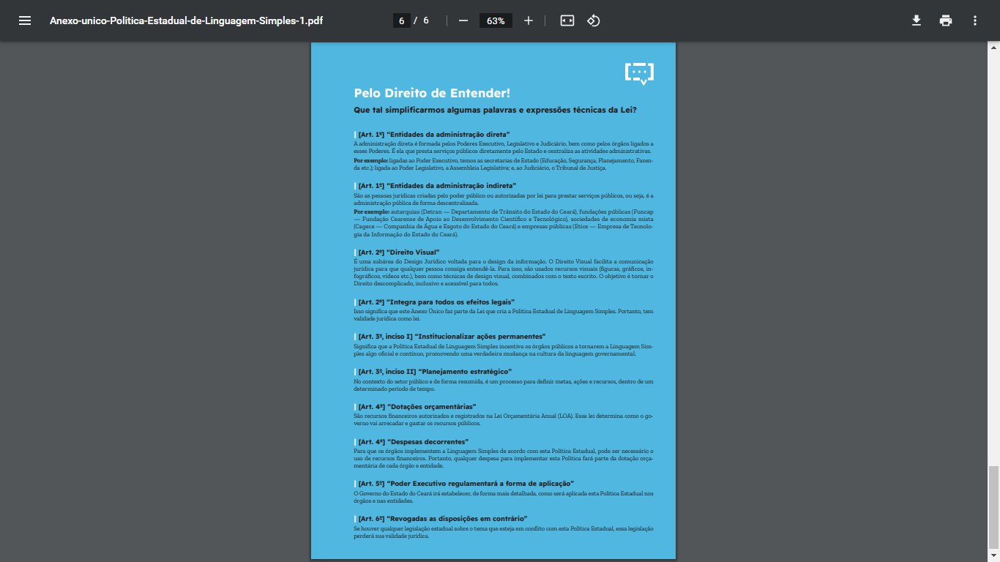 Anexo-unico-Politica-Estadual-de-Linguagem-Simples-1.pdf
6 / 6
63%
Pelo Direito de Entender!
Que tal simplificarmos algumas palavras e expressões técnicas da Lei?
[Art. 1º] “Entidades da administração direta”
A administração direta é formada pelos Poderes Executivo, Legislativo e Judiciário, bem como pelos órgãos ligados a
esses Poderes. É ela que presta serviços públicos diretamente pelo Estado e centraliza as atividades administrativas.
Por exemplo: ligadas ao Poder Executivo, temos as secretarias de Estado (Educação, Segurança, Planejamento, Fazen-
da etc.); ligada ao Poder Legislativo, a Assembleia Legislativa; e, ao Judiciário, o Tribunal de Justiça.
[Art. 1º] “Entidades da administração indireta”
São as pessoas jurídicas criadas pelo poder público ou autorizadas por lei para prestar serviços públicos, ou seja, é a
administração pública de forma descentralizada.
Por exemplo: autarquias (Detran — Departamento de Trânsito do Estado do Ceará), fundações públicas (Funcap
— Fundação Cearense de Apoio ao Desenvolvimento Científico e Tecnológico), sociedades de economia mista
(Cagece — Companhia de Água e Esgoto do Estado do Ceará) e empresas públicas (Etice — Empresa de Tecnolo-
gia da Informação do Estado do Ceará).
[Art. 2º] “Direito Visual”
É uma subárea do Design Jurídico voltada para o design da informação. O Direito Visual facilita a comunicação
jurídica para que qualquer pessoa consiga entendê-la. Para isso, são usados recursos visuais (figuras, gráficos, in-
fográficos, vídeos etc.), bem como técnicas de design visual, combinados com o texto escrito. O objetivo é tornar o
Direito descomplicado, inclusivo e acessível para todos.
[Art. 2º] “Integra para todos os efeitos legais”
Isso significa que este Anexo Único faz parte da Lei que cria a Política Estadual de Linguagem Simples. Portanto, tem
validade jurídica como lei.
[Art. 3º, inciso I] “Institucionalizar ações permanentes”
Significa que a Política Estadual de Linguagem Simples incentiva os órgãos públicos a tornarem a Linguagem Sim-
ples algo oficial e contínuo, promovendo uma verdadeira mudança na cultura da linguagem governamental.
[Art. 3º, inciso II] “Planejamento estratégico”
No contexto do setor público e de forma resumida, é um processo para definir metas, ações e recursos, dentro de um
determinado período de tempo.
[Art. 4º] “Dotações orçamentárias”
São recursos financeiros autorizados e registrados na Lei Orçamentária Anual (LOA). Essa lei determina como o go-
verno vai arrecadar e gastar os recursos públicos.
[Art. 4º] “Despesas decorrentes”
Para que os órgãos implementem a Linguagem Simples de acordo com esta Política Estadual, pode ser necessário o
uso de recursos financeiros. Portanto, qualquer despesa para implementar esta Política fará parte da dotação orça-
mentária de cada órgão e entidade.
[Art. 5º] “Poder Executivo regulamentará a forma de aplicação”
O Governo do Estado do Ceará irá estabelecer, de forma mais detalhada, como será aplicada esta Política Estadual nos
órgãos e nas entidades.
[Art. 6º] “Revogadas as disposições em contrário”
Se houver qualquer legislação estadual sobre o tema que esteja em conflito com esta Política Estadual, essa legislação
perderá sua validade jurídica.